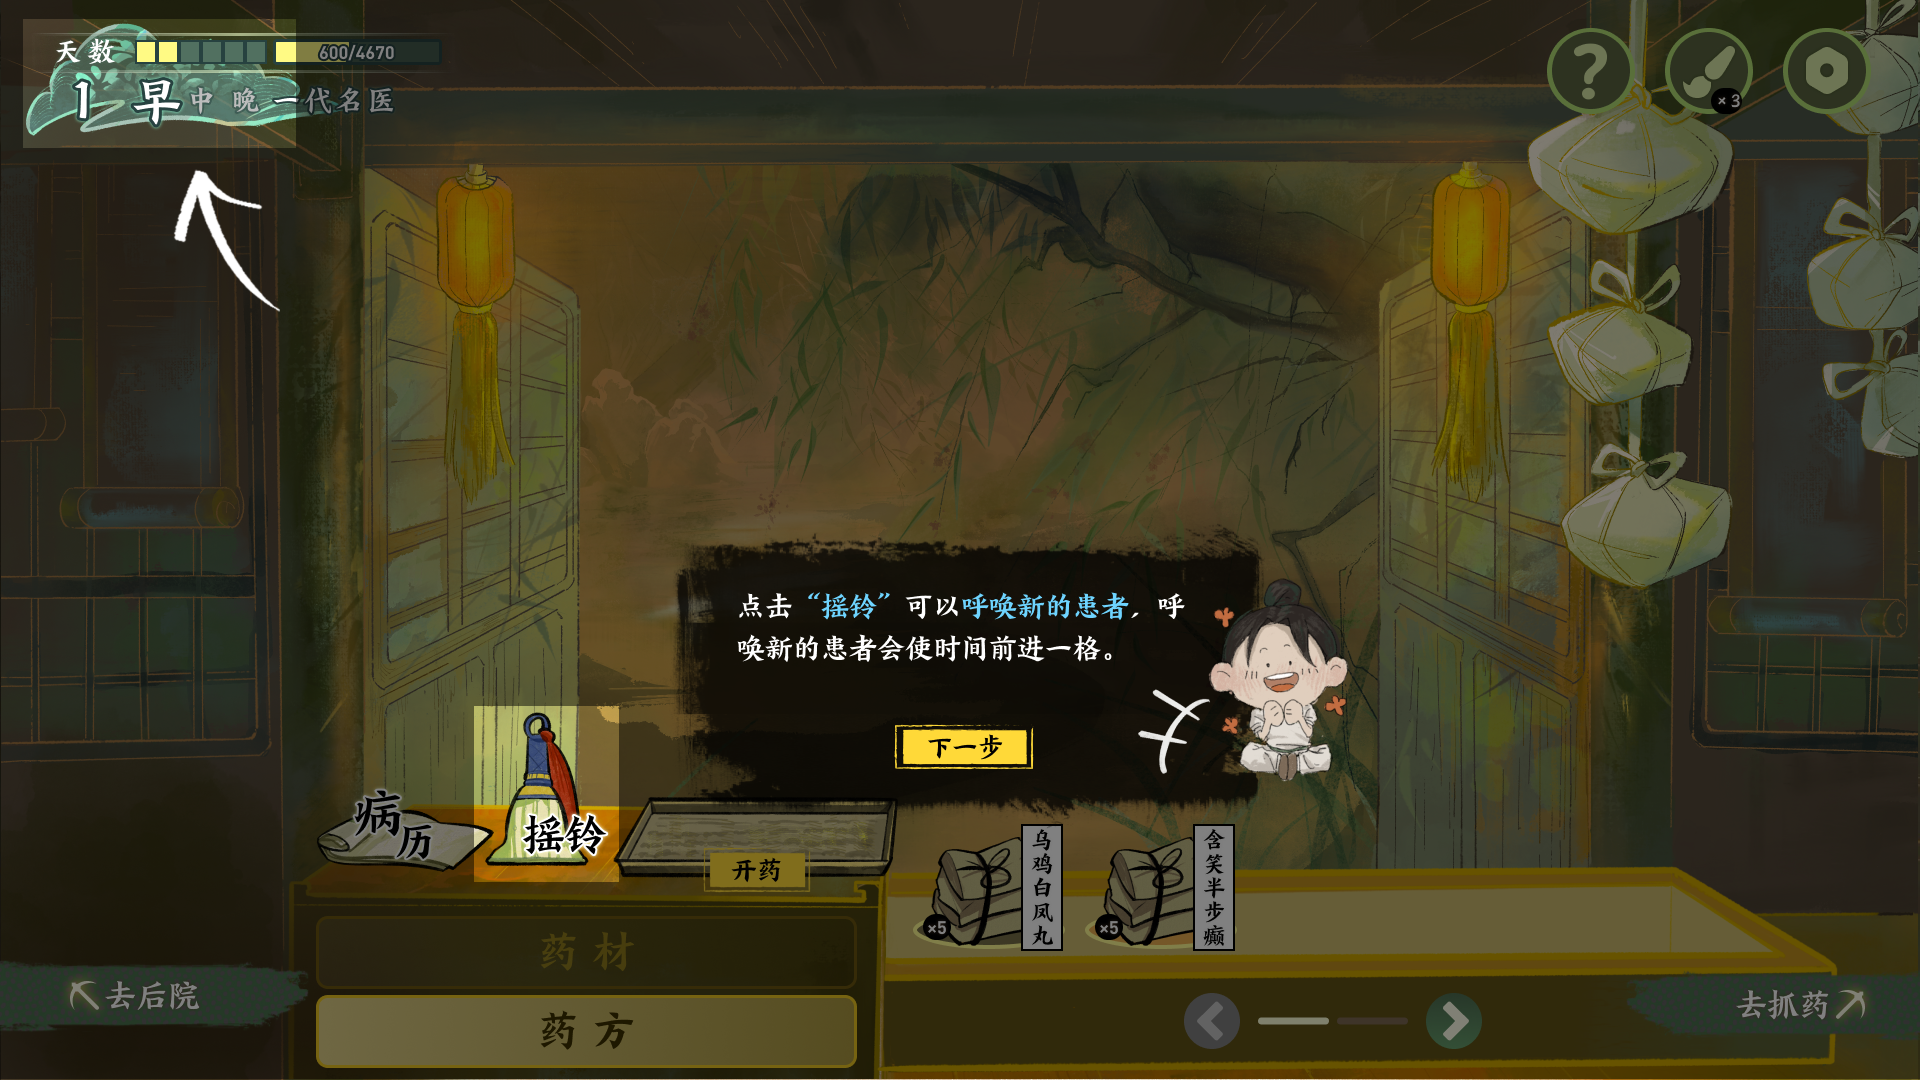 天数
600/4670
1 早 中 晚 一代名医
×3
点击“摇铃”可以呼唤新的患者，呼
唤新的患者会使时间前进一格。
下一步
病历
摇铃
开药
乌鸡白凤丸
×5
含笑半步癫
×5
药材
药方
去后院
去抓药